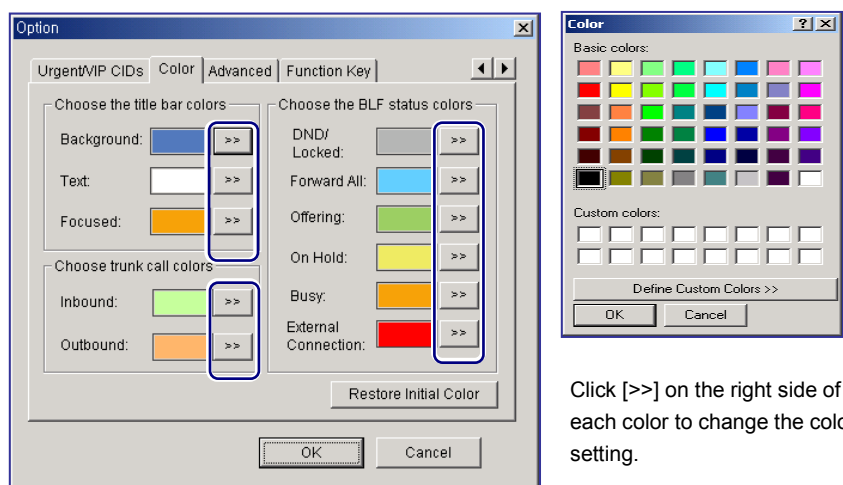 Option
Urgent/VIP CIDs Color Advanced Function Key
Choose the title bar colors
Background: >>
Text: >>
Focused: >>
Choose trunk call colors
Inbound: >>
Outbound: >>
Choose the BLF status colors
DND/
Locked: >>
Forward All: >>
Offering: >>
On Hold: >>
Busy: >>
External
Connection: >>
Restore Initial Color
OK Cancel
Color
Basic colors:
Custom colors:
Define Custom Colors >>
OK Cancel
Click [>>] on the right side of
each color to change the colo
setting.